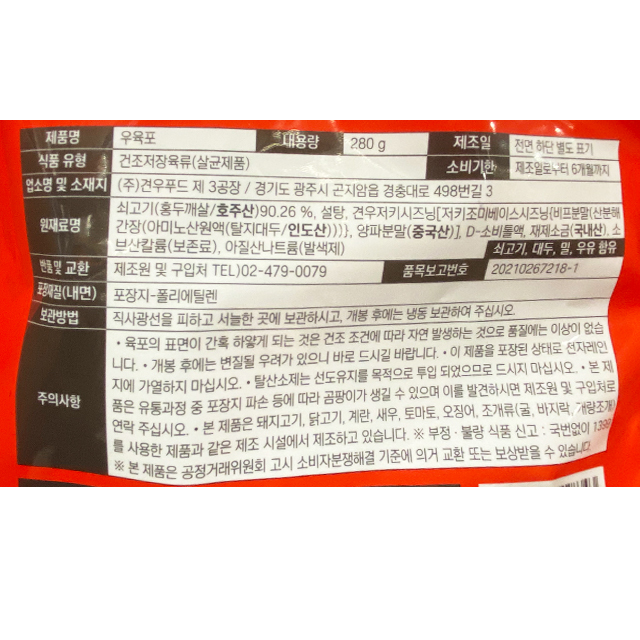 제품명 우육포 내용량 280 g 제조일 전면 하단 별도 표기
식품 유형 건조저장육류(살균제품) 소비기한 제조일로부터 6개월까지
업소명 및 소재지 (주)견우푸드 제 3공장 / 경기도 광주시 곤지암읍 경충대로 498번길 3
원재료명 쇠고기(홍두깨살/호주산)90.26 %, 설탕, 견우저키시즈닝[저키조미베이스시즈닝{비프분말(산분해
간장(아미노산원액(탈지대두/인도산)))}, 양파분말(중국산)], D-소비톨액, 재제소금(국내산), 소
브산칼륨(보존료), 아질산나트륨(발색제) 쇠고기, 대두, 밀, 우유 함유
반품 및 교환 제조원 및 구입처 TEL)02-479-0079 품목보고번호 20210267218-1
포장재질(내면) 포장지-폴리에틸렌
보관방법 직사광선을 피하고 서늘한 곳에 보관하시고, 개봉 후에는 냉동 보관하여 주십시오.
주의사항 • 육포의 표면이 간혹 하얗게 되는 것은 건조 조건에 따라 자연 발생하는 것으로 품질에는 이상이 없습
니다. • 개봉 후에는 변질될 우려가 있으니 바로 드시길 바랍니다. • 이 제품을 포장된 상태로 전자레인
지에 가열하지 마십시오. • 탈산소제는 선도유지를 목적으로 투입 되었으므로 드시지 마십시오. • 본 제
품은 유통과정 중 포장지 파손 등에 따라 곰팡이가 생길 수 있으며 이를 발견하시면 제조원 및 구입처로
연락 주십시오. • 본 제품은 돼지고기, 닭고기, 계란, 새우, 토마토, 오징어, 조개류(굴, 바지락, 개량조개)
를 사용한 제품과 같은 제조 시설에서 제조하고 있습니다. ※ 부정 · 불량 식품 신고 : 국번없이 1399
※ 본 제품은 공정거래위원회 고시 소비자분쟁해결 기준에 의거 교환 또는 보상받을 수 있습니다.